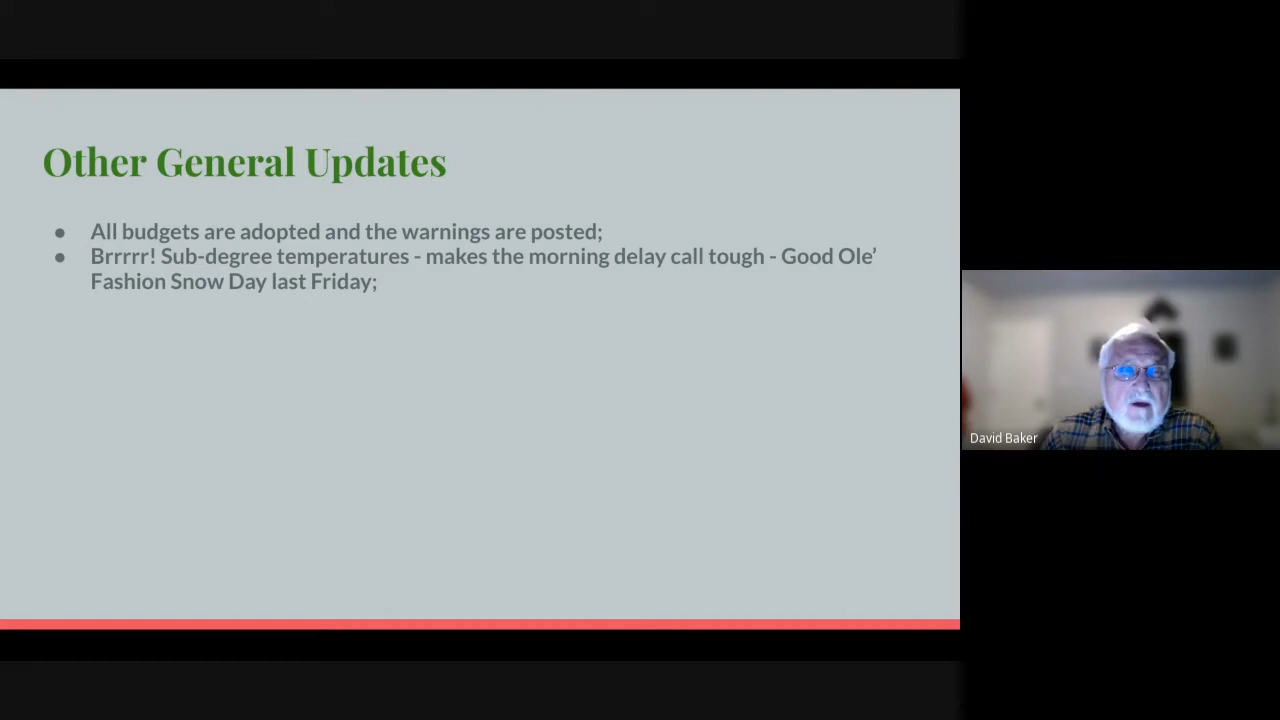 Other General Updates
● All budgets are adopted and the warnings are posted;
● Brrrrr! Sub-degree temperatures - makes the morning delay call tough - Good Ole’
Fashion Snow Day last Friday;
David Baker